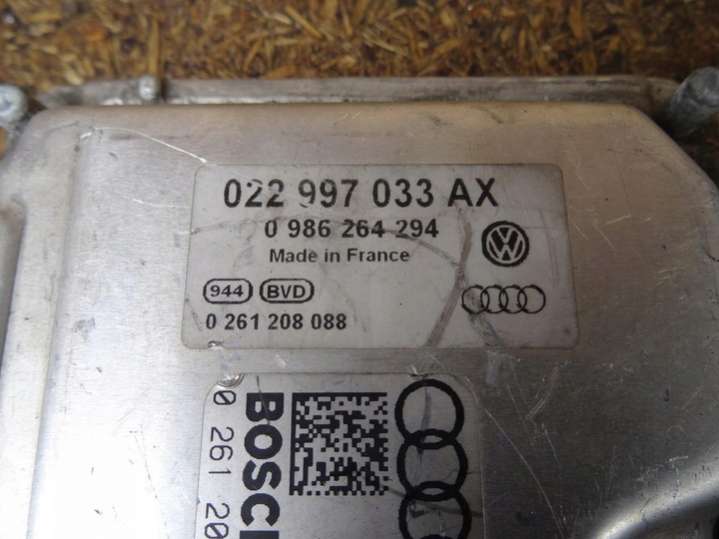 022 997 033 AX
0 986 264 294
Made in France
944 BVD
0 261 208 088
BOSCH
0 261 20